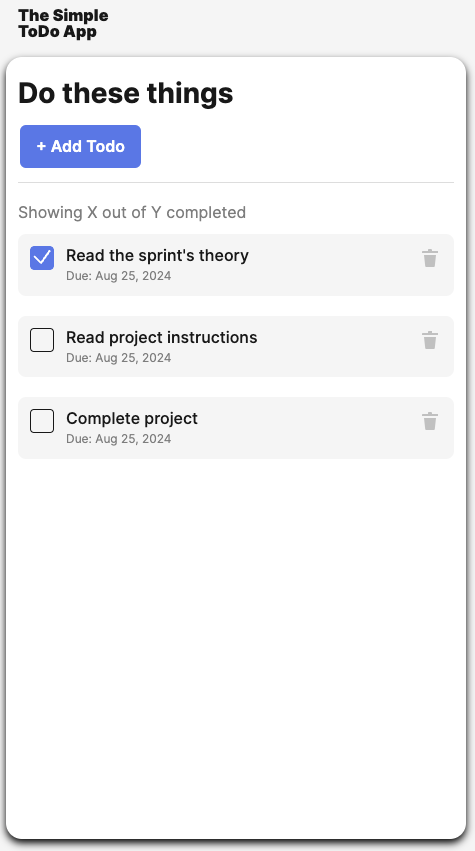 The Simple
ToDo App
Do these things
+ Add Todo
Showing X out of Y completed
Read the sprint's theory
Due: Aug 25, 2024
Read project instructions
Due: Aug 25, 2024
Complete project
Due: Aug 25, 2024